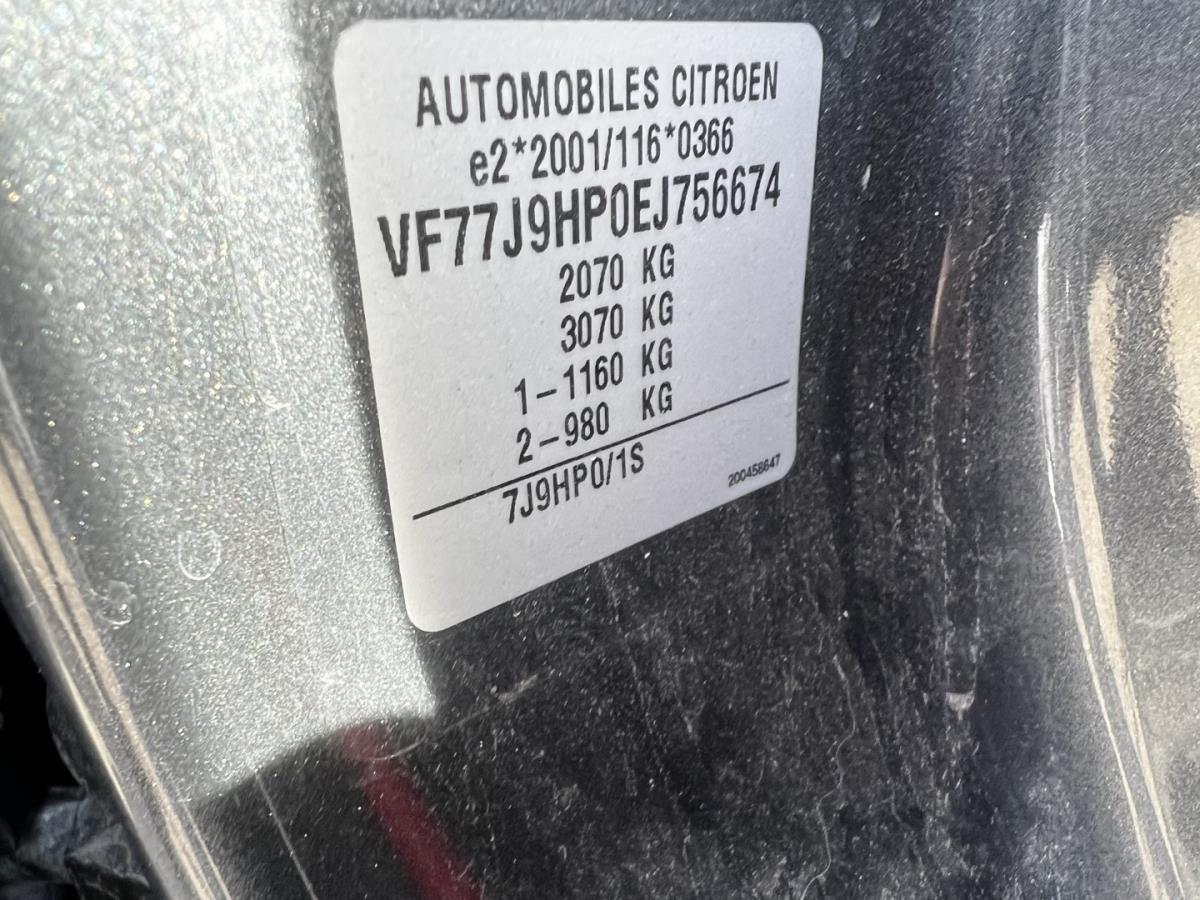 AUTOMOBILES CITROEN
e2*2001/116*0366
VF77J9HP0EJ756674
2070 KG
3070 KG
1-1160 KG
2-980 KG
7J9HP0/1S
200458647